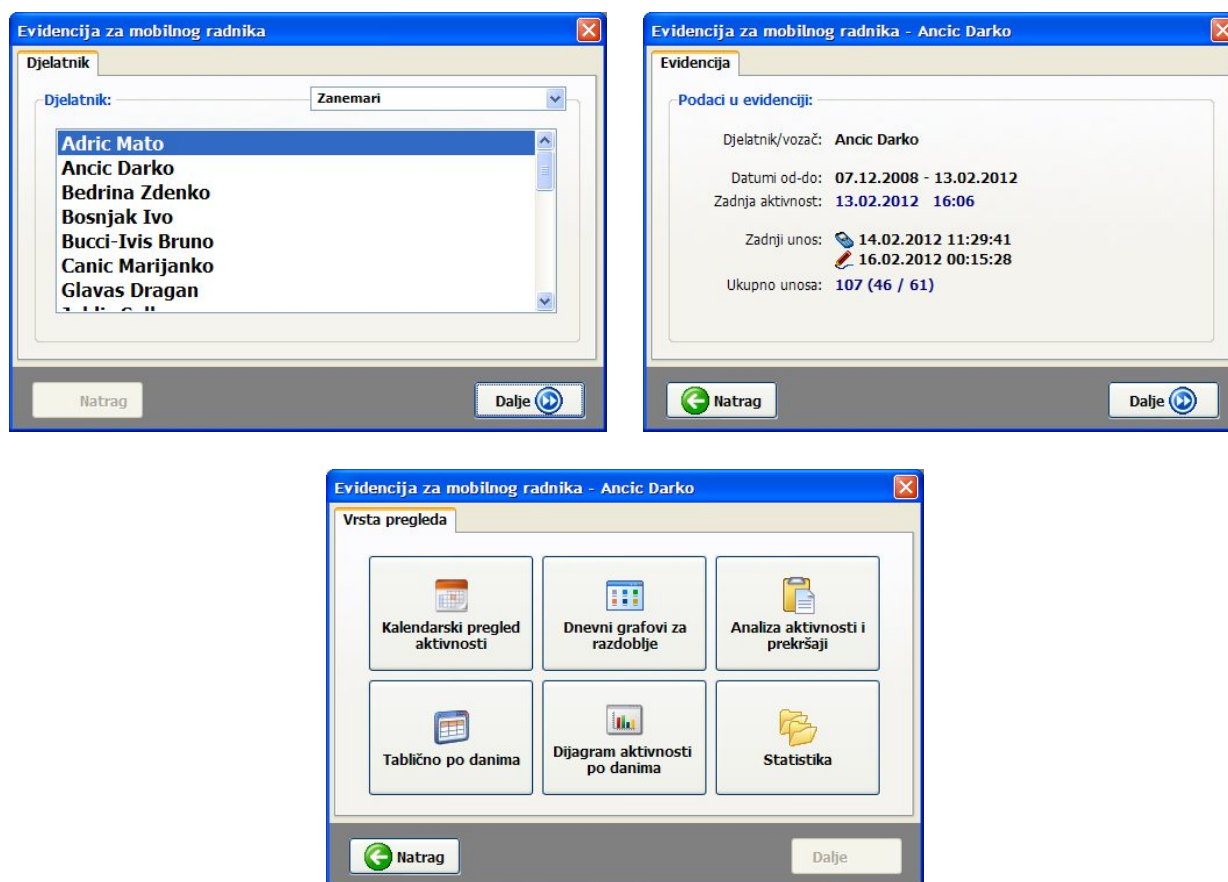 Evidencija za mobilnog radnika
Djelatnik
Djelatnik:
Zanemari
Adric Mato
Ancic Darko
Bedrina Zdenko
Bosnjak Ivo
Bucci-Ivis Bruno
Canic Marijanko
Glavas Dragan
Natrag
Dalje
Evidencija za mobilnog radnika - Ancic Darko
Evidencija
Podaci u evidenciji:
Djelatnik/vozač: Ancic Darko
Datumi od-do: 07.12.2008 - 13.02.2012
Zadnja aktivnost: 13.02.2012 16:06
Zadnji unos: 14.02.2012 11:29:41
16.02.2012 00:15:28
Ukupno unosa: 107 (46 / 61)
Natrag
Dalje
Evidencija za mobilnog radnika - Ancic Darko
Vrsta pregleda
Kalendarski pregled
aktivnosti
Dnevni grafovi za
razdoblje
Analiza aktivnosti i
prekršaji
Tablično po danima
Dijagram aktivnosti
po danima
Statistika
Natrag
Dalje